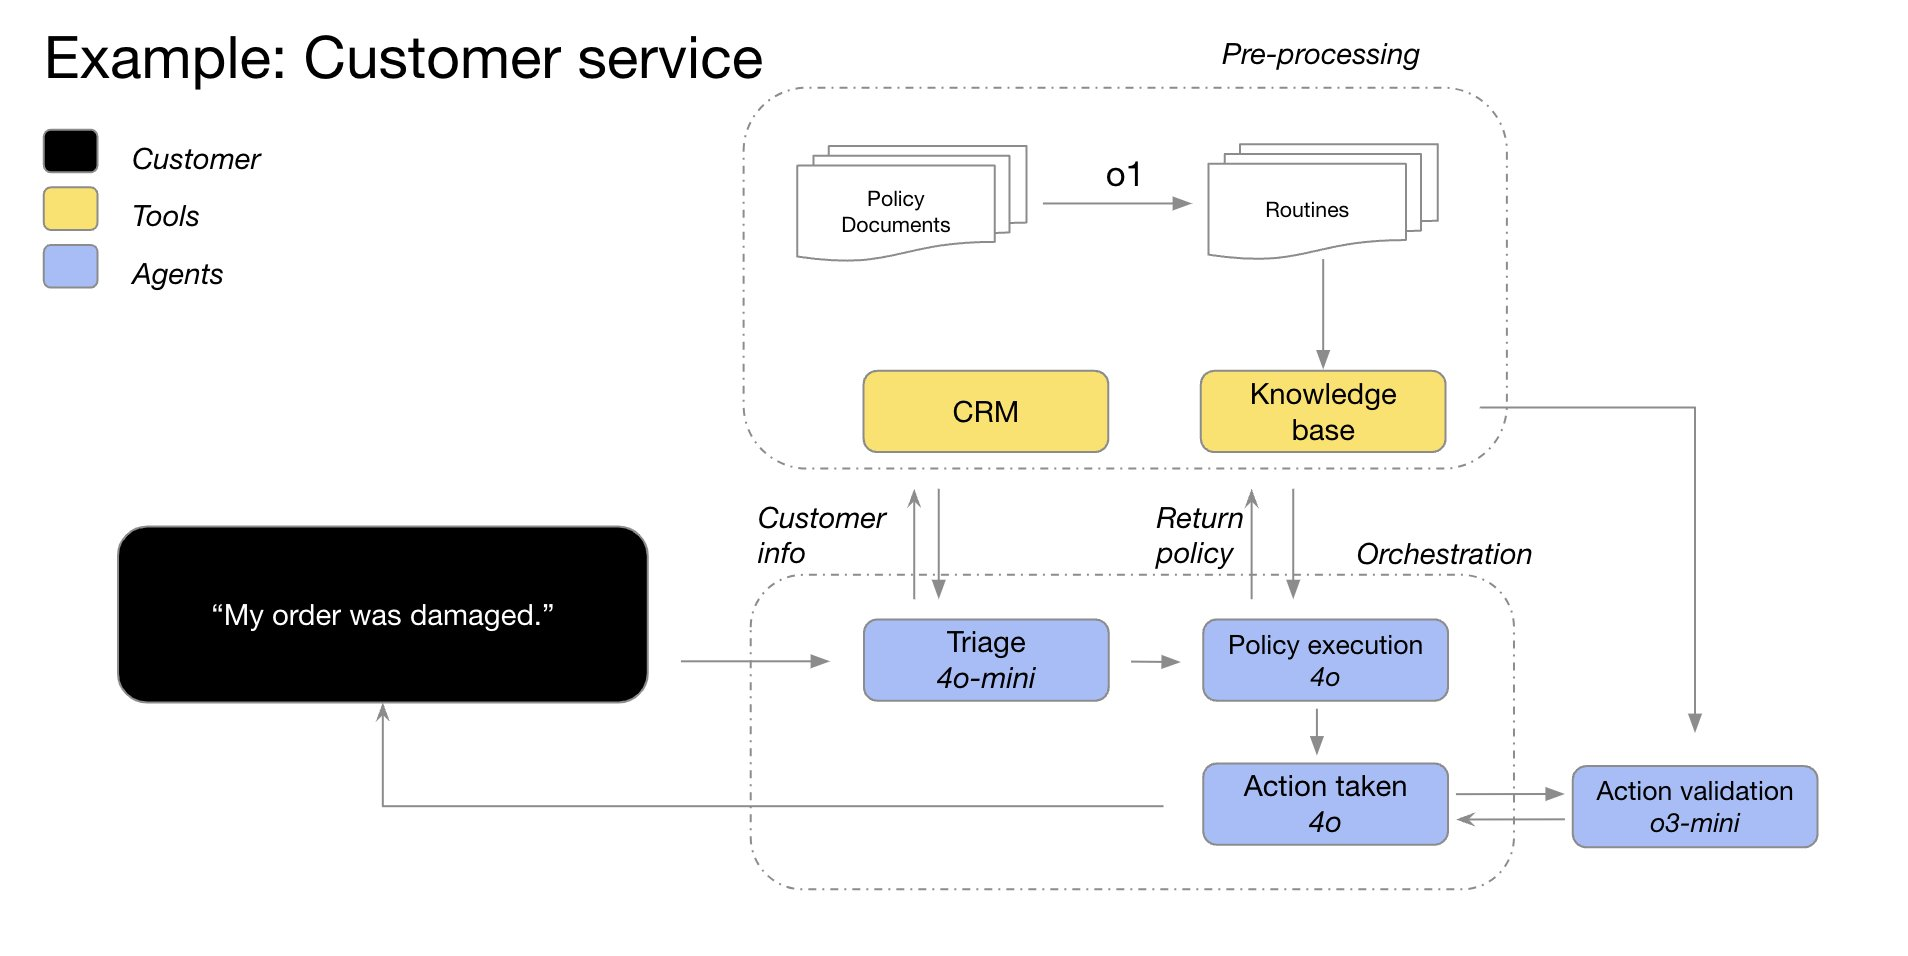 Example: Customer service
Customer
Tools
Agents
Pre-processing
Policy
Documents
o1
Routines
CRM
Knowledge
base
Customer
info
Return
policy
Orchestration
“My order was damaged.”
Triage
4o-mini
Policy execution
4o
Action taken
4o
Action validation
o3-mini